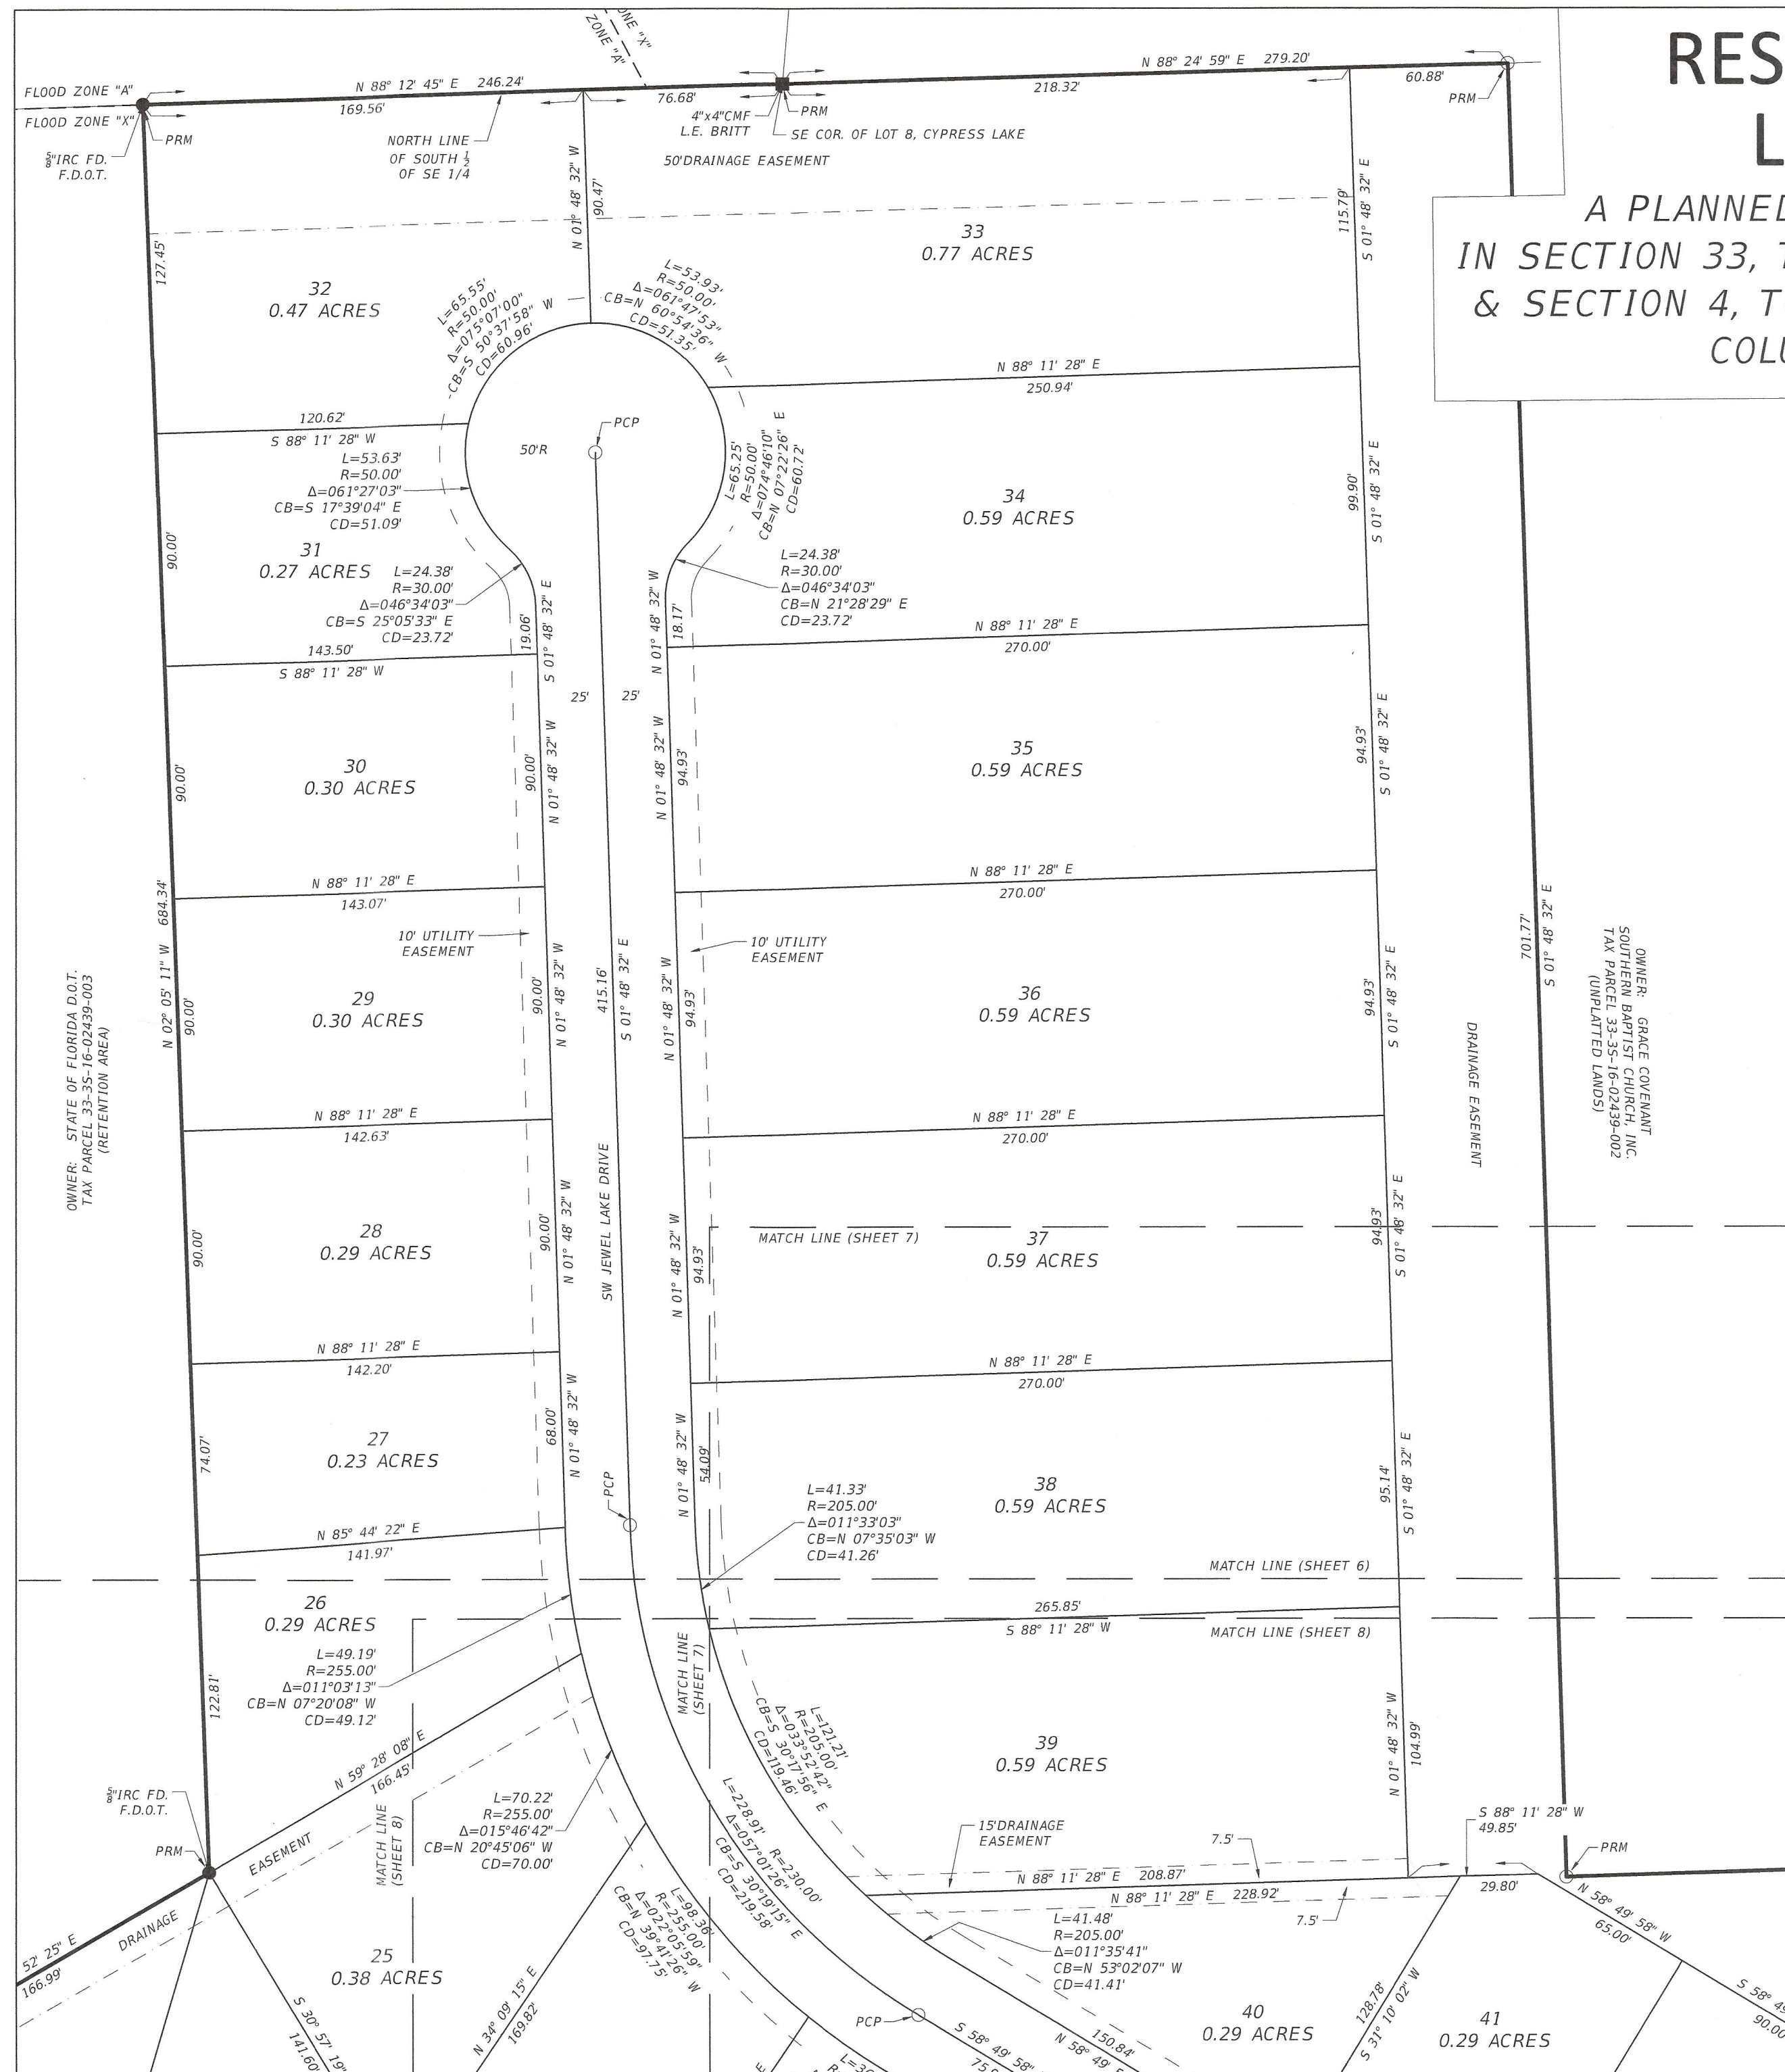 RES
L
A PLANNED
IN SECTION 33, T
& SECTION 4, T
COLU
ZONE "A"
ONE "X"
FLOOD ZONE "A"
FLOOD ZONE "X"
N 88° 12' 45" E 246.24'
169.56'
76.68'
N 88° 24' 59" E 279.20'
218.32'
60.88'
PRM
PRM
PRM
5/8"IRC FD.
F.D.O.T.
NORTH LINE
OF SOUTH 1/2
OF SE 1/4
4"x4"CMF
L.E. BRITT
SE COR. OF LOT 8, CYPRESS LAKE
50'DRAINAGE EASEMENT
N 01° 48' 32" W
90.47'
115.79'
S 01° 48' 32" E
127.45'
32
0.47 ACRES
33
0.77 ACRES
L=65.55'
R=50.00'
Δ=075°07'00"
CB=S 50°37'58" W
CD=60.96'
L=53.93'
R=50.00'
Δ=061°47'53"
CB=N 60°54'36" W
CD=51.35'
N 88° 11' 28" E
250.94'
120.62'
S 88° 11' 28" W
PCP
50'R
L=53.63'
R=50.00'
Δ=061°27'03"
CB=S 17°39'04" E
CD=51.09'
L=65.25'
R=50.00'
Δ=074°46'10"
CB=N 07°22'26" E
CD=60.72'
34
0.59 ACRES
99.90'
S 01° 48' 32" E
90.00'
31
0.27 ACRES
L=24.38'
R=30.00'
Δ=046°34'03"
CB=S 25°05'33" E
CD=23.72'
L=24.38'
R=30.00'
Δ=046°34'03"
CB=N 21°28'29" E
CD=23.72'
19.06'
S 01° 48' 32" E
N 01° 48' 32" W
18.17'
143.50'
S 88° 11' 28" W
N 88° 11' 28" E
270.00'
25'
25'
30
0.30 ACRES
90.00'
90.00'
N 01° 48' 32" W
N 01° 48' 32" W
94.93'
35
0.59 ACRES
94.93'
S 01° 48' 32" E
N 88° 11' 28" E
143.07'
N 88° 11' 28" E
270.00'
10' UTILITY
EASEMENT
10' UTILITY
EASEMENT
N 02° 05' 11" W 684.34'
90.00'
29
0.30 ACRES
90.00'
N 01° 48' 32" W
415.16'
S 01° 48' 32" E
N 01° 48' 32" W
94.93'
36
0.59 ACRES
94.93'
S 01° 48' 32" E
701.77'
S 01° 48' 32" E
OWNER: STATE OF FLORIDA D.O.T.
TAX PARCEL 33-3S-16-02439-003
(RETENTION AREA)
OWNER: GRACE COVENANT
SOUTHERN BAPTIST CHURCH, INC.
TAX PARCEL 33-3S-16-02439-002
(UNPLATTED LANDS)
DRAINAGE EASEMENT
N 88° 11' 28" E
142.63'
N 88° 11' 28" E
270.00'
90.00'
28
0.29 ACRES
90.00'
N 01° 48' 32" W
SW JEWEL LAKE DRIVE
N 01° 48' 32" W
94.93'
MATCH LINE (SHEET 7)
37
0.59 ACRES
94.93'
S 01° 48' 32" E
N 88° 11' 28" E
142.20'
N 88° 11' 28" E
270.00'
74.07'
27
0.23 ACRES
68.00'
N 01° 48' 32" W
PCP
N 01° 48' 32" W
54.09'
38
0.59 ACRES
L=41.33'
R=205.00'
Δ=011°33'03"
CB=N 07°35'03" W
CD=41.26'
95.14'
S 01° 48' 32" E
N 85° 44' 22" E
141.97'
MATCH LINE (SHEET 6)
26
0.29 ACRES
L=49.19'
R=255.00'
Δ=011°03'13"
CB=N 07°20'08" W
CD=49.12'
122.81'
265.85'
S 88° 11' 28" W
MATCH LINE (SHEET 8)
MATCH LINE
(SHEET 7)
N 59° 28' 08" E
166.45'
L=121.21'
R=205.00'
Δ=033°52'42"
CB=S 30°17'56" E
CD=119.46'
39
0.59 ACRES
N 01° 48' 32" W
104.99'
5/8"IRC FD.
F.D.O.T.
PRM
EASEMENT
DRAINAGE
MATCH LINE
(SHEET 8)
L=70.22'
R=255.00'
Δ=015°46'42"
CB=N 20°45'06" W
CD=70.00'
L=228.91'
R=230.00'
Δ=057°01'26"
CB=S 30°19'15" E
CD=219.58'
15'DRAINAGE
EASEMENT
7.5'
S 88° 11' 28" W
49.85'
PRM
N 88° 11' 28" E 208.87'
N 88° 11' 28" E 228.92'
29.80'
7.5'
N 58° 49' 58" W
65.00'
L=98.36'
R=255.00'
Δ=022°05'59"
CB=N 39°41'26" W
CD=97.75'
L=41.48'
R=205.00'
Δ=011°35'41"
CB=N 53°02'07" W
CD=41.41'
52' 25" E
166.99'
25
0.38 ACRES
S 30° 57' 19"
141.60'
N 34° 09' 15" E
169.82'
PCP
S 58° 49' 58"
N 58° 49'
150.84'
40
0.29 ACRES
128.78'
S 31° 10' 02" W
41
0.29 ACRES
S 58° 49'
90.00'